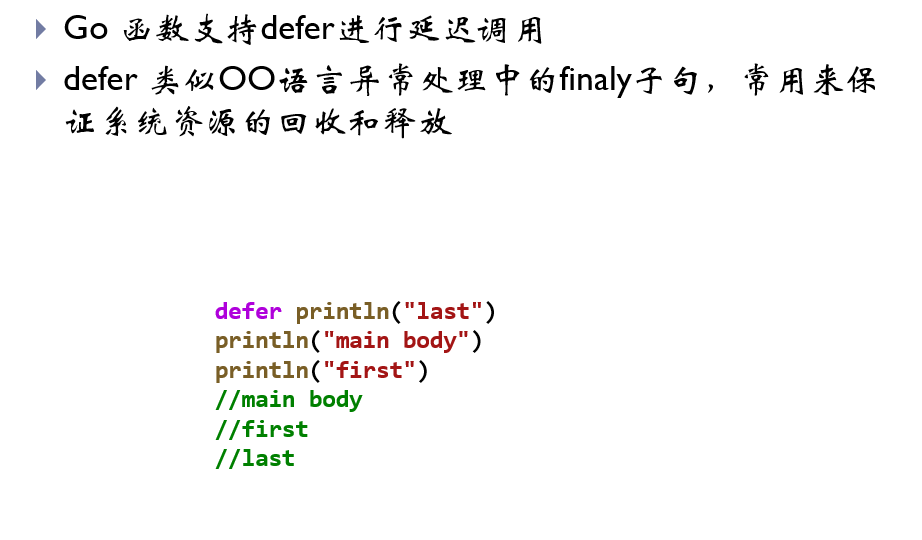 Go 函数支持defer进行延迟调用
defer 类似OO语言异常处理中的finaly子句，常用来保
证系统资源的回收和释放
defer println("last")
println("main body")
println("first")
//main body
//first
//last